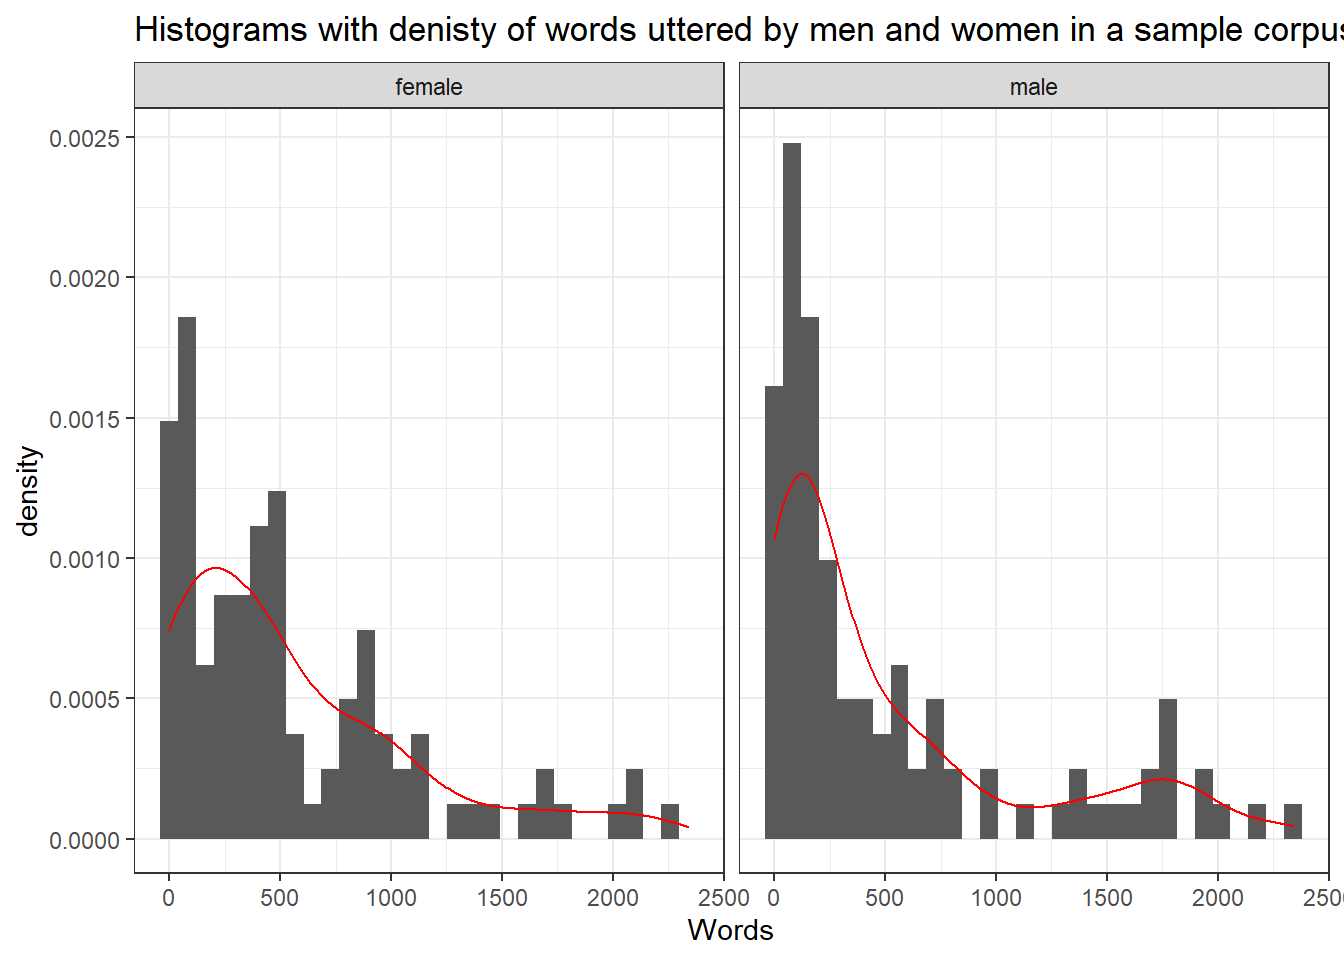 Histograms with denisty of words uttered by men and women in a sample corpus
female
male
density
0.0025
0.0020
0.0015
0.0010
0.0005
0.0000
0 500 1000 1500 2000 2500 0 500 1000 1500 2000 250
Words